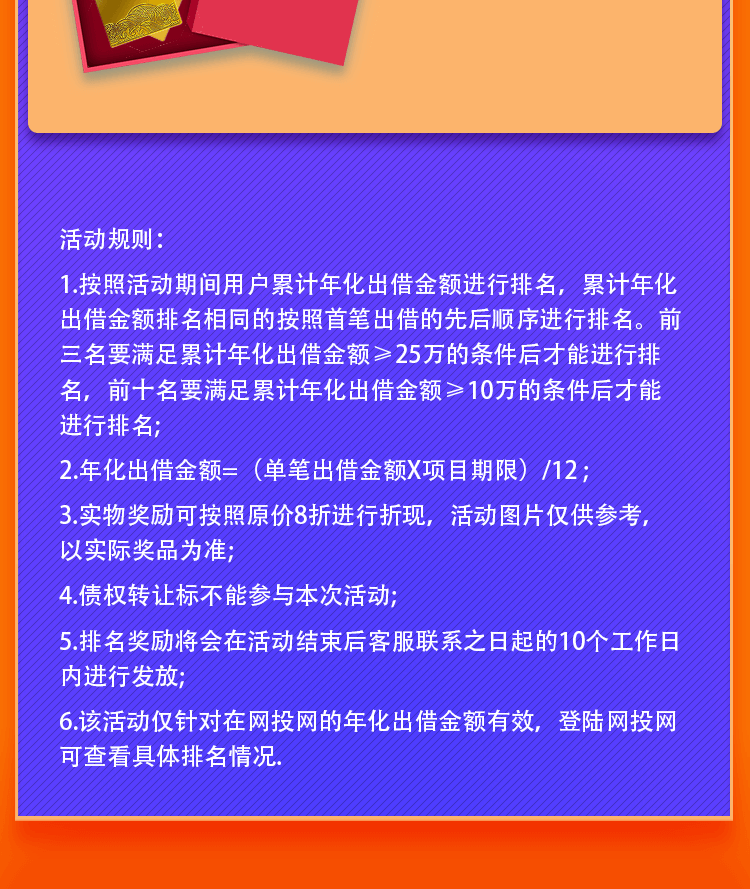 活动规则：
1.按照活动期间用户累计年化出借金额进行排名，累计年化
出借金额排名相同的按照首笔出借的先后顺序进行排名。前
三名要满足累计年化出借金额≥25万的条件后才能进行排
名，前十名要满足累计年化出借金额≥10万的条件后才能
进行排名;
2.年化出借金额=（单笔出借金额X项目期限）/12 ;
3.实物奖励可按照原价8折进行折现，活动图片仅供参考，
以实际奖品为准;
4.债权转让标不能参与本次活动;
5.排名奖励将会在活动结束后客服联系之日起的10个工作日
内进行发放;
6.该活动仅针对在网投网的年化出借金额有效，登陆网投网
可查看具体排名情况.